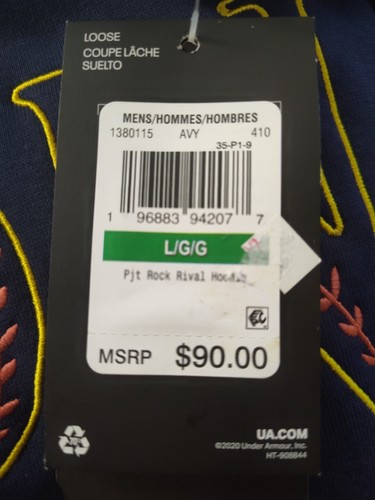 LOOSE
COUPE LÂCHE
SUELTO
MENS/HOMMES/HOMBRES
1380115 AVY 410
35-P1-9
1 96883 94207 7
L/G/G
Pjt Rock Rival
MSRP $90.00
UA.COM
©2020 Under Armour, Inc.
HT-908844